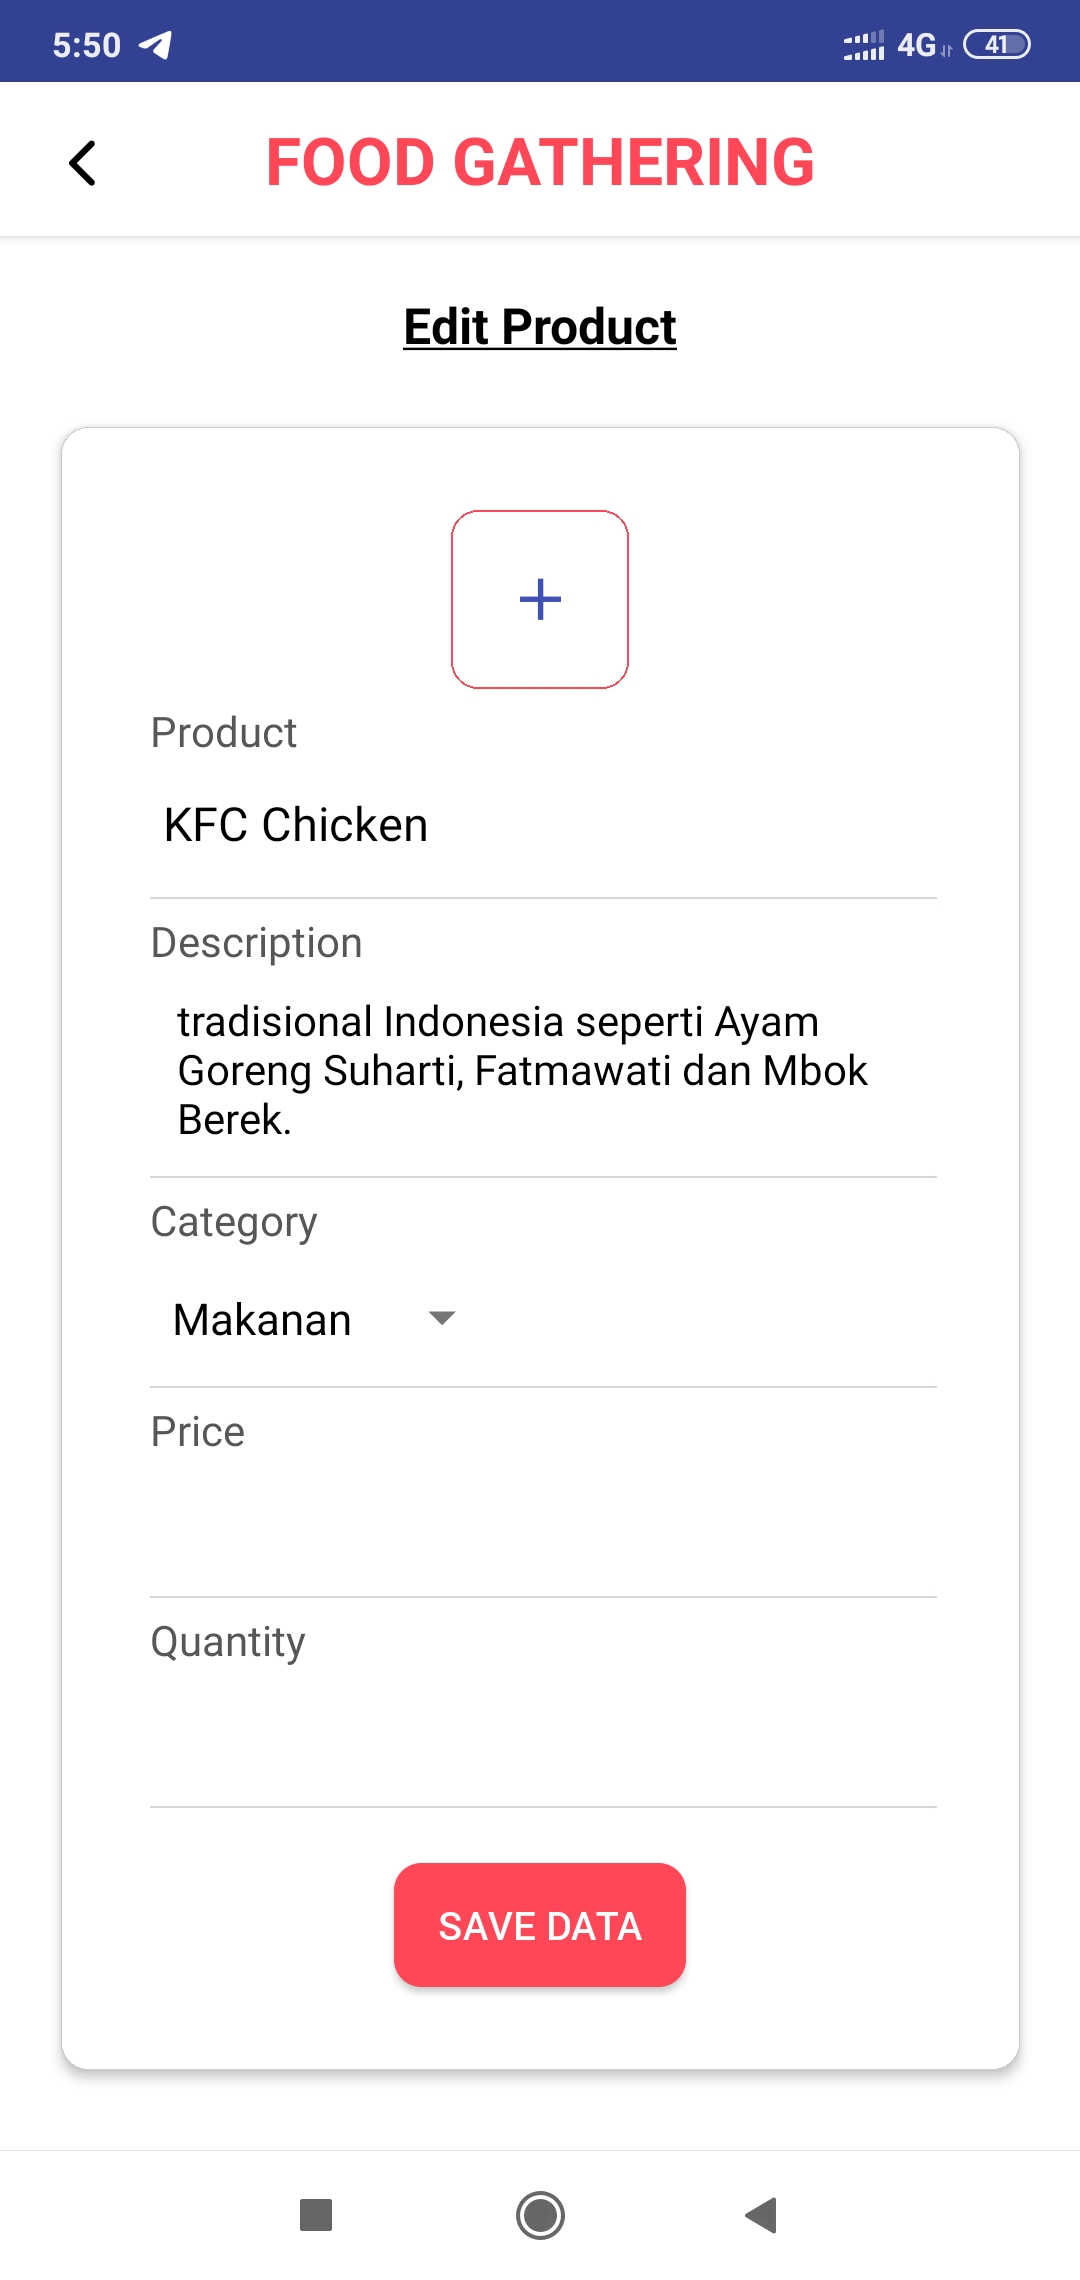 5:50 4G 41
FOOD GATHERING
Edit Product
+
Product
KFC Chicken
Description
tradisional Indonesia seperti Ayam
Goreng Suharti, Fatmawati dan Mbok
Berek.
Category
Makanan
Price
Quantity
SAVE DATA